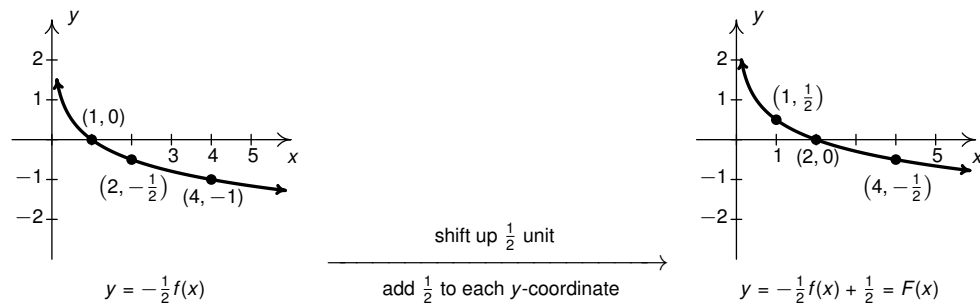 y
2
1
(1, 0)
3 4 5 x
−1
(2, −1/2)
(4, −1)
−2
y = −1/2 f(x)
shift up 1/2 unit
add 1/2 to each y-coordinate
y
2
1
(1, 1/2)
1 (2, 0) 5 x
−1
(4, −1/2)
−2
y = −1/2 f(x) + 1/2 = F(x)